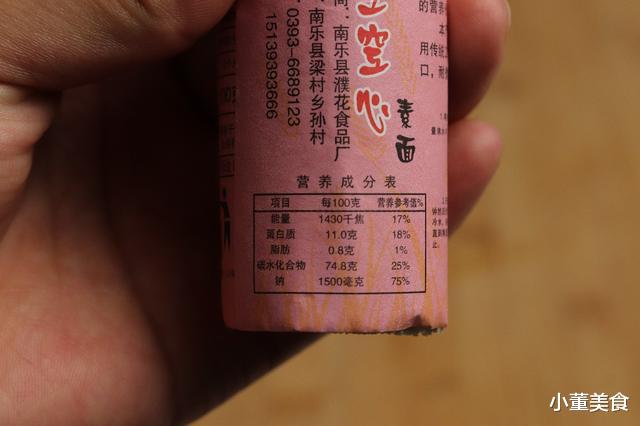 空心
素面
南乐县濮花食品厂
南乐县梁村乡孙村
0393-6689123
15139393666
营养成分表
项目 每100克 营养参考值%
能量 1430千焦 17%
蛋白质 11.0克 18%
脂肪 0.8克 1%
碳水化合物 74.8克 25%
钠 1500毫克 75%
的营养
本
用传统
口，耐
小董美食